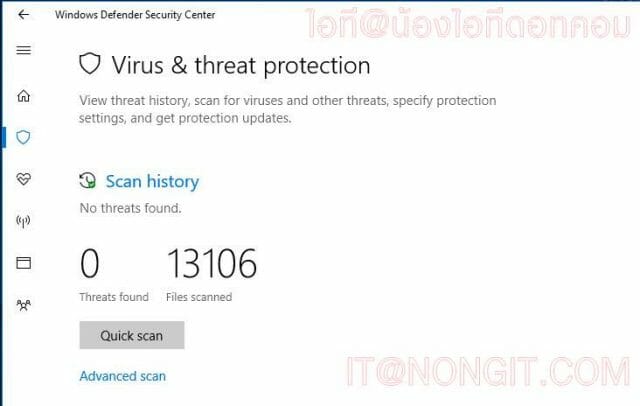 Windows Defender Security Center
ไอที@น้องไอทีดอทคอม
Virus & threat protection
View threat history, scan for viruses and other threats, specify protection
settings, and get protection updates.
Scan history
No threats found.
0 13106
Threats found Files scanned
Quick scan
Advanced scan
IT@NONGIT.COM